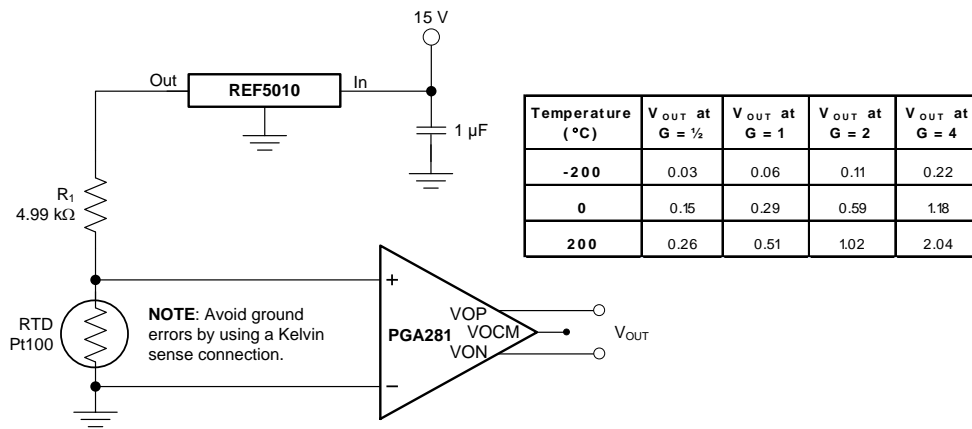 15 V
Out
REF5010
In
1 µF
R1
4.99 kΩ
RTD
Pt100
NOTE: Avoid ground
errors by using a Kelvin
sense connection.
+
−
PGA281
VOP
VOCM
VON
VOUT
Temperature (°C) VOUT at G = ½ VOUT at G = 1 VOUT at G = 2 VOUT at G = 4
-200 0.03 0.06 0.11 0.22
0 0.15 0.29 0.59 1.18
200 0.26 0.51 1.02 2.04